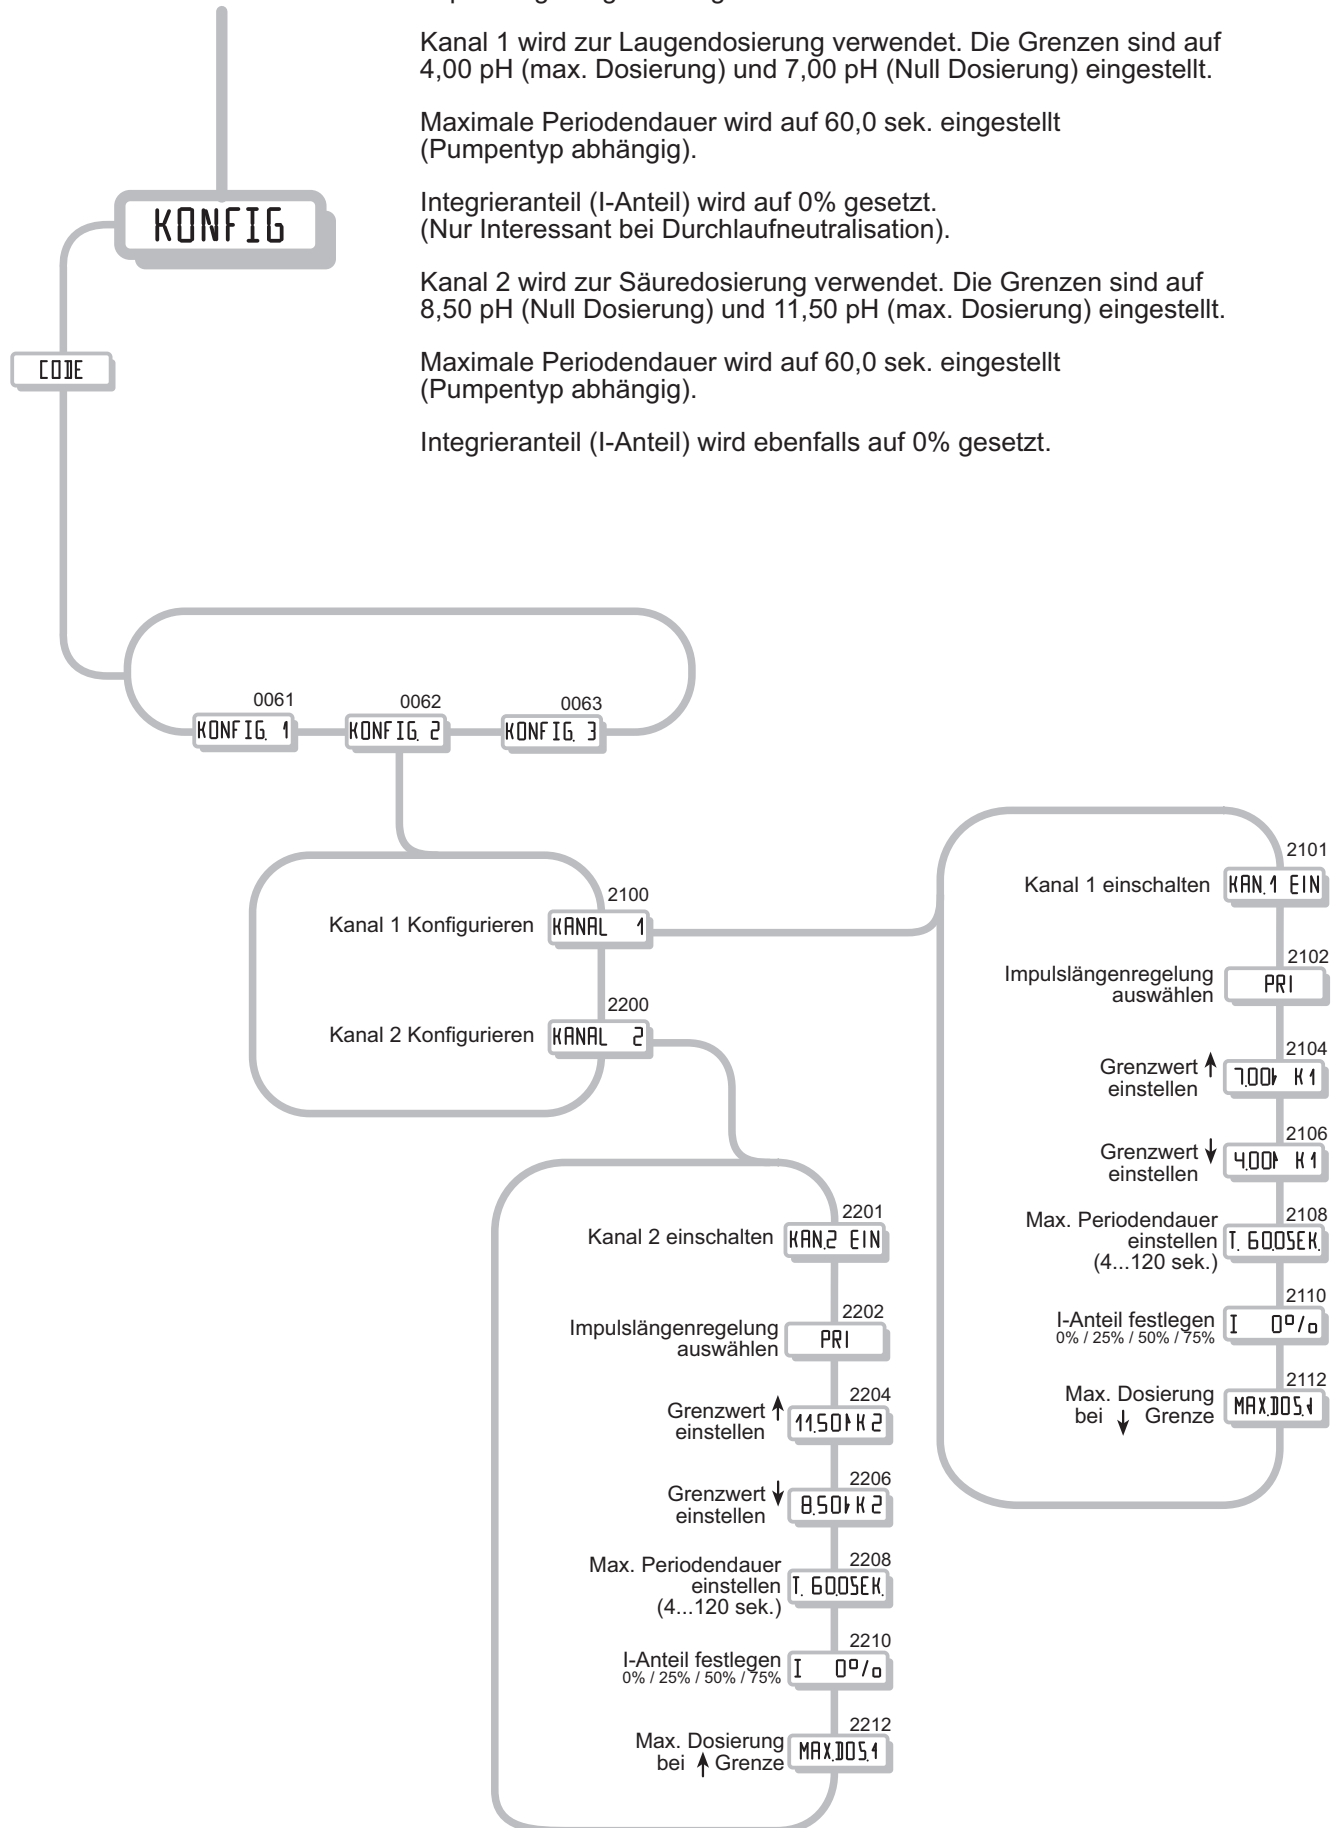 Kanal 1 wird zur Laugendosierung verwendet. Die Grenzen sind auf
4,00 pH (max. Dosierung) und 7,00 pH (Null Dosierung) eingestellt.
Maximale Periodendauer wird auf 60,0 sek. eingestellt
(Pumpentyp abhängig).
Integrieranteil (I-Anteil) wird auf 0% gesetzt.
(Nur Interessant bei Durchlaufneutralisation).
Kanal 2 wird zur Säuredosierung verwendet. Die Grenzen sind auf
8,50 pH (Null Dosierung) und 11,50 pH (max. Dosierung) eingestellt.
Maximale Periodendauer wird auf 60,0 sek. eingestellt
(Pumpentyp abhängig).
Integrieranteil (I-Anteil) wird ebenfalls auf 0% gesetzt.
KONFIG
CODE
0061
KONFIG. 1
0062
KONFIG. 2
0063
KONFIG. 3
Kanal 1 Konfigurieren
2100
KANAL 1
Kanal 2 Konfigurieren
2200
KANAL 2
2101
Kanal 1 einschalten
KAN.1 EIN
2102
Impulslängenregelung
auswählen
PRI
2104
Grenzwert ↑
einstellen
7.00 K1
2106
Grenzwert ↓
einstellen
4.00 K1
2108
Max. Periodendauer
einstellen
(4...120 sek.)
T. 60.0SEK.
2110
I-Anteil festlegen
0% / 25% / 50% / 75%
I 0%
2112
Max. Dosierung
bei ↓ Grenze
MAX.DOS.↓
2201
Kanal 2 einschalten
KAN.2 EIN
2202
Impulslängenregelung
auswählen
PRI
2204
Grenzwert ↑
einstellen
11.50 K2
2206
Grenzwert ↓
einstellen
8.50 K2
2208
Max. Periodendauer
einstellen
(4...120 sek.)
T. 60.0SEK.
2210
I-Anteil festlegen
0% / 25% / 50% / 75%
I 0%
2212
Max. Dosierung
bei ↑ Grenze
MAX.DOS.↑